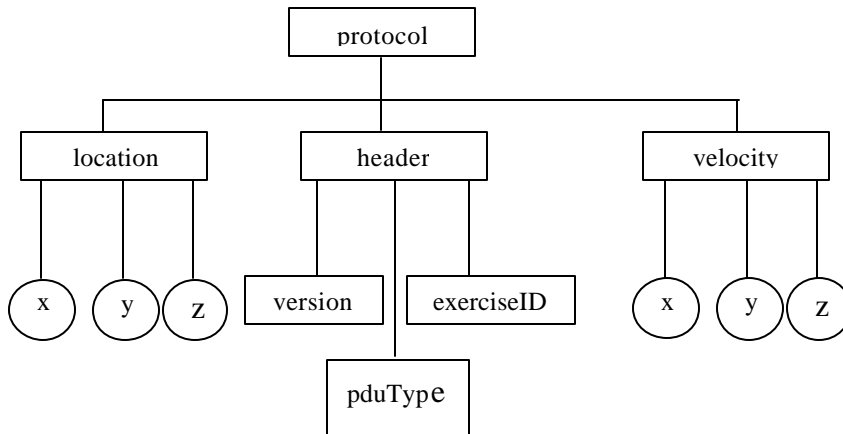 protocol
location
header
velocity
x
y
z
version
exerciseID
x
y
z
pduType